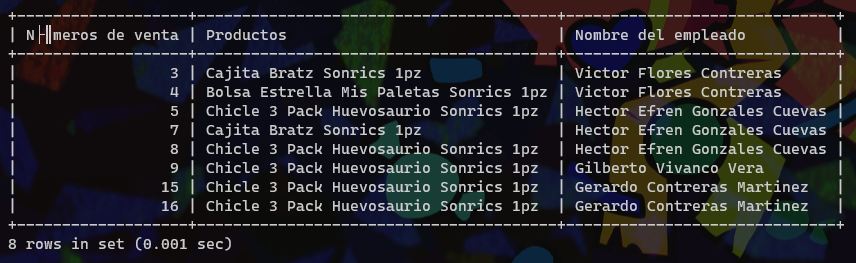 | N├║meros de venta | Productos | Nombre del empleado |
| 3 | Cajita Bratz Sonrics 1pz | Victor Flores Contreras |
| 4 | Bolsa Estrella Mis Paletas Sonrics 1pz | Victor Flores Contreras |
| 5 | Chicle 3 Pack Huevosaurio Sonrics 1pz | Hector Efren Gonzales Cuevas |
| 7 | Cajita Bratz Sonrics 1pz | Hector Efren Gonzales Cuevas |
| 8 | Chicle 3 Pack Huevosaurio Sonrics 1pz | Hector Efren Gonzales Cuevas |
| 9 | Chicle 3 Pack Huevosaurio Sonrics 1pz | Gilberto Vivanco Vera |
| 15 | Chicle 3 Pack Huevosaurio Sonrics 1pz | Gerardo Contreras Martinez |
| 16 | Chicle 3 Pack Huevosaurio Sonrics 1pz | Gerardo Contreras Martinez |
8 rows in set (0.001 sec)